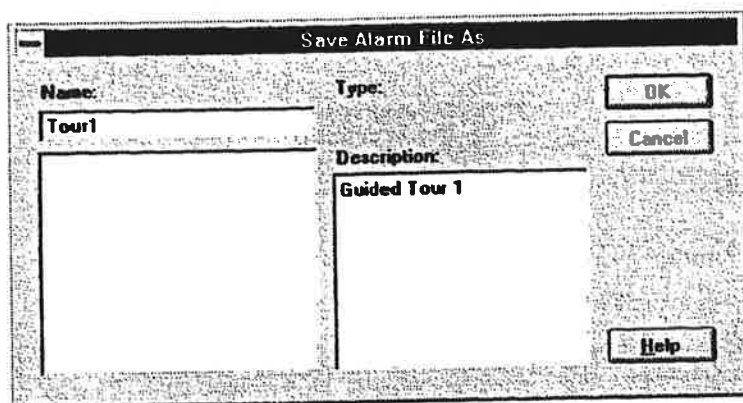 Save Alarm File As
Name:
Tour1
Type:
Description:
Guided Tour 1
OK
Cancel
Help